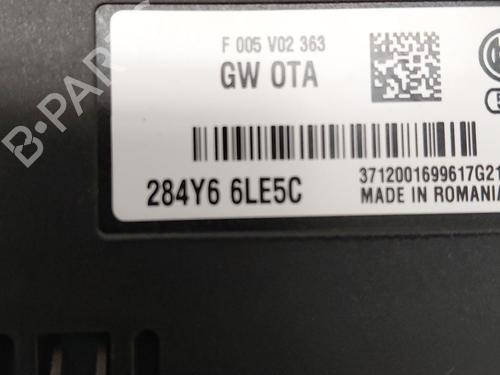 F 005 V02 363
GW OTA
284Y6 6LE5C
3712001699617G21
MADE IN ROMANIA
B-Parts